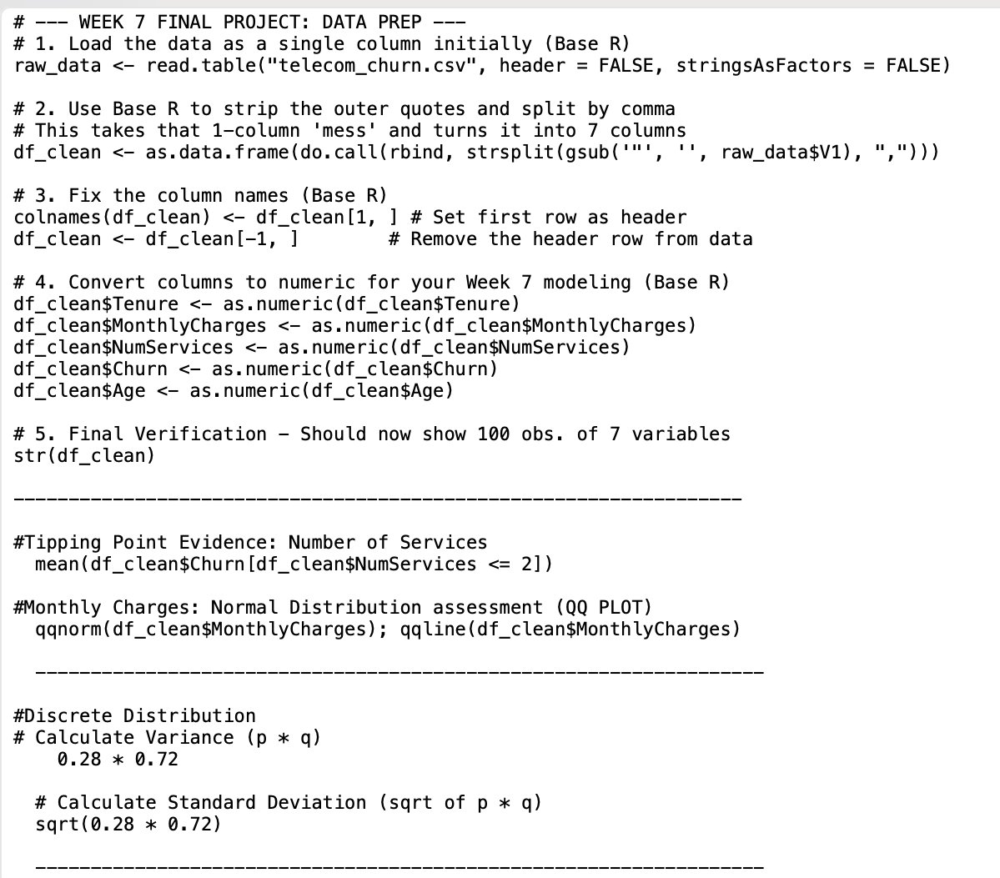 # --- WEEK 7 FINAL PROJECT: DATA PREP ---
# 1. Load the data as a single column initially (Base R)
raw_data <- read.table("telecom_churn.csv", header = FALSE, stringsAsFactors = FALSE)
# 2. Use Base R to strip the outer quotes and split by comma
# This takes that 1-column 'mess' and turns it into 7 columns
df_clean <- as.data.frame(do.call(rbind, strsplit(gsub('"', '', raw_data$V1), ",")))
# 3. Fix the column names (Base R)
colnames(df_clean) <- df_clean[1, ] # Set first row as header
df_clean <- df_clean[-1, ]        # Remove the header row from data
# 4. Convert columns to numeric for your Week 7 modeling (Base R)
df_clean$Tenure <- as.numeric(df_clean$Tenure)
df_clean$MonthlyCharges <- as.numeric(df_clean$MonthlyCharges)
df_clean$NumServices <- as.numeric(df_clean$NumServices)
df_clean$Churn <- as.numeric(df_clean$Churn)
df_clean$Age <- as.numeric(df_clean$Age)
# 5. Final Verification - Should now show 100 obs. of 7 variables
str(df_clean)
------------------------------------------------------------------
#Tipping Point Evidence: Number of Services
  mean(df_clean$Churn[df_clean$NumServices <= 2])
#Monthly Charges: Normal Distribution assessment (QQ PLOT)
  qqnorm(df_clean$MonthlyCharges); qqline(df_clean$MonthlyCharges)
  ------------------------------------------------------------------
#Discrete Distribution
# Calculate Variance (p * q)
    0.28 * 0.72
  # Calculate Standard Deviation (sqrt of p * q)
  sqrt(0.28 * 0.72)
  ------------------------------------------------------------------